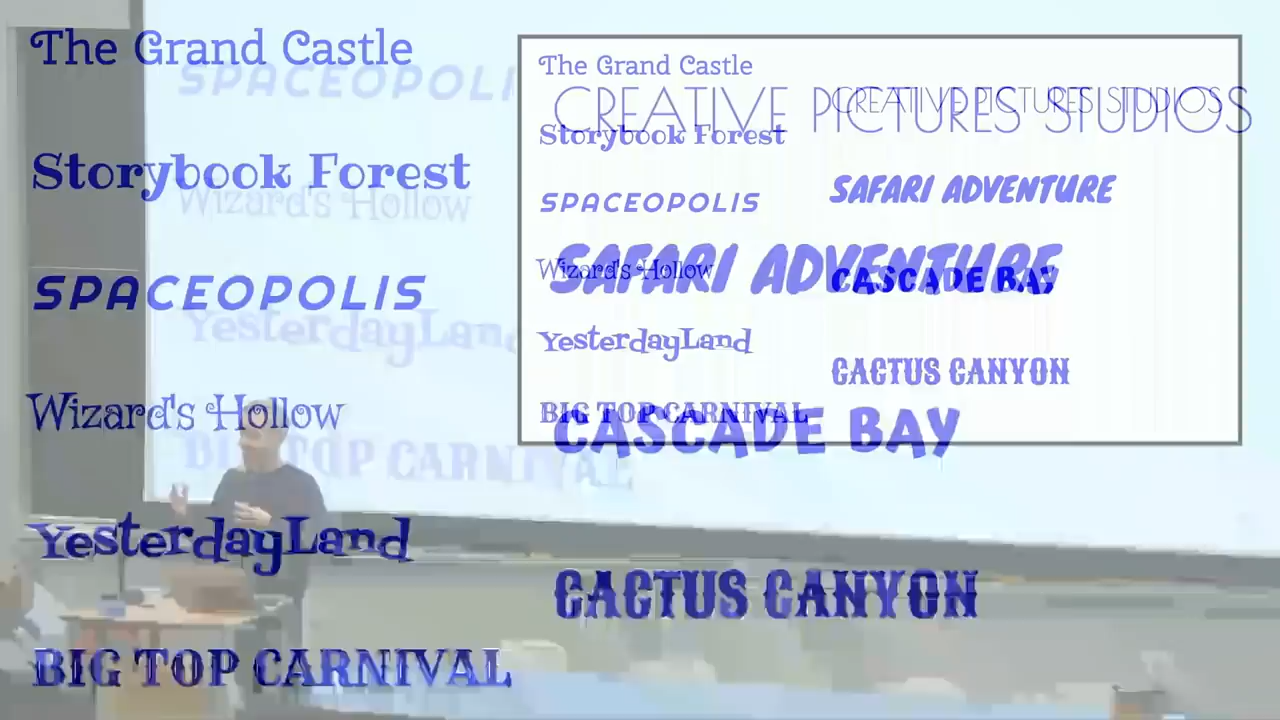 The Grand Castle
Storybook Forest
SPACEOPOLIS
Wizard's Hollow
YesterdayLand
BIG TOP CARNIVAL
CREATIVE PICTURES STUDIOS
SAFARI ADVENTURE
CASCADE BAY
CACTUS CANYON
The Grand Castle
Storybook Forest
SPACEOPOLIS
Wizard's Hollow
YesterdayLand
BIG TOP CARNIVAL
CREATIVE PICTURES STUDIOS
SAFARI ADVENTURE
CASCADE BAY
CACTUS CANYON
SPACEOPOLI
Wizard's Hollow
YesterdayLand
BIG TOP CARNIVAL